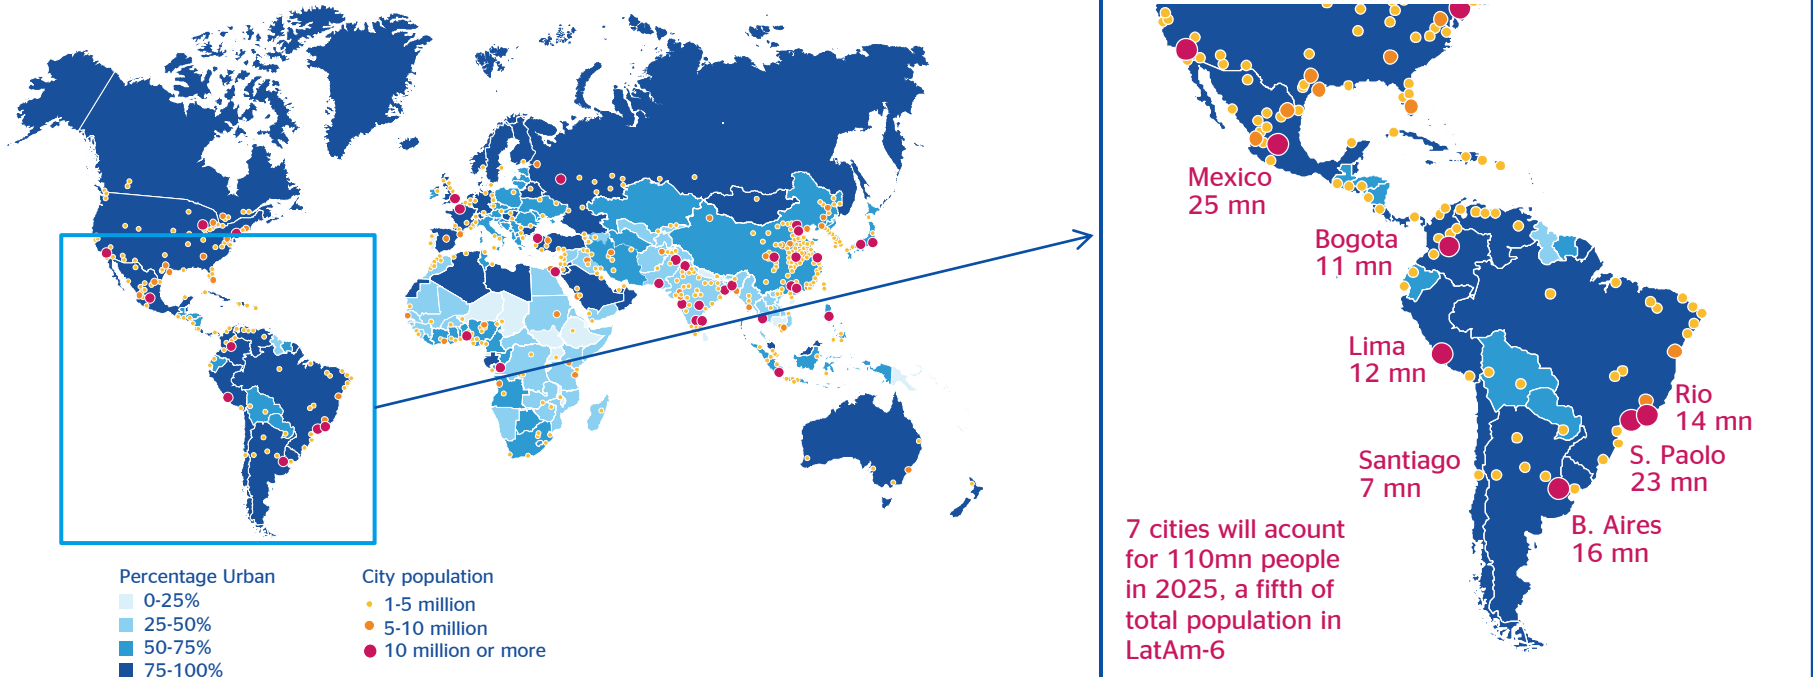 Percentage Urban
0-25%
25-50%
50-75%
75-100%
City population
1-5 million
5-10 million
10 million or more
Mexico
25 mn
Bogota
11 mn
Lima
12 mn
Rio
14 mn
S. Paolo
23 mn
Santiago
7 mn
B. Aires
16 mn
7 cities will acount
for 110mn people
in 2025, a fifth of
total population in
LatAm-6